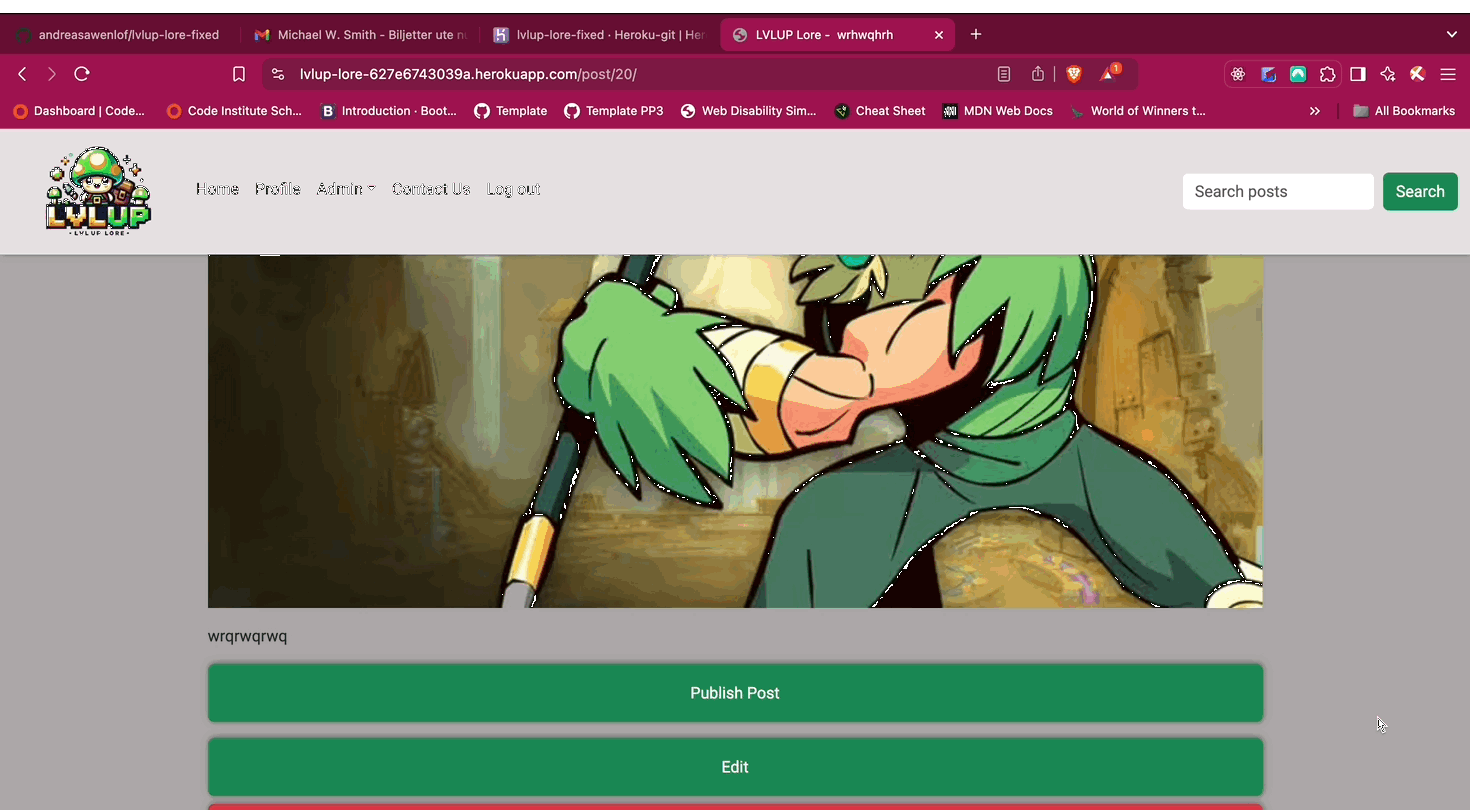 andreasawenlof/lvlup-lore-fixed
Michael W. Smith - Biljetter ute nu
lvlup-lore-fixed · Heroku-git | Her
LVLUP Lore - wrhwqhrh
lvlup-lore-627e6743039a.herokuapp.com/post/20/
1
Dashboard | Code...
Code Institute Sch...
B Introduction · Boot...
Template
Template PP3
Web Disability Sim...
Cheat Sheet
MDN Web Docs
World of Winners t...
All Bookmarks
LVLUP
• LVLUP LORE •
Home
Profile
Admin
Contact Us
Log out
Search posts
Search
wrqrwqrwq
Publish Post
Edit